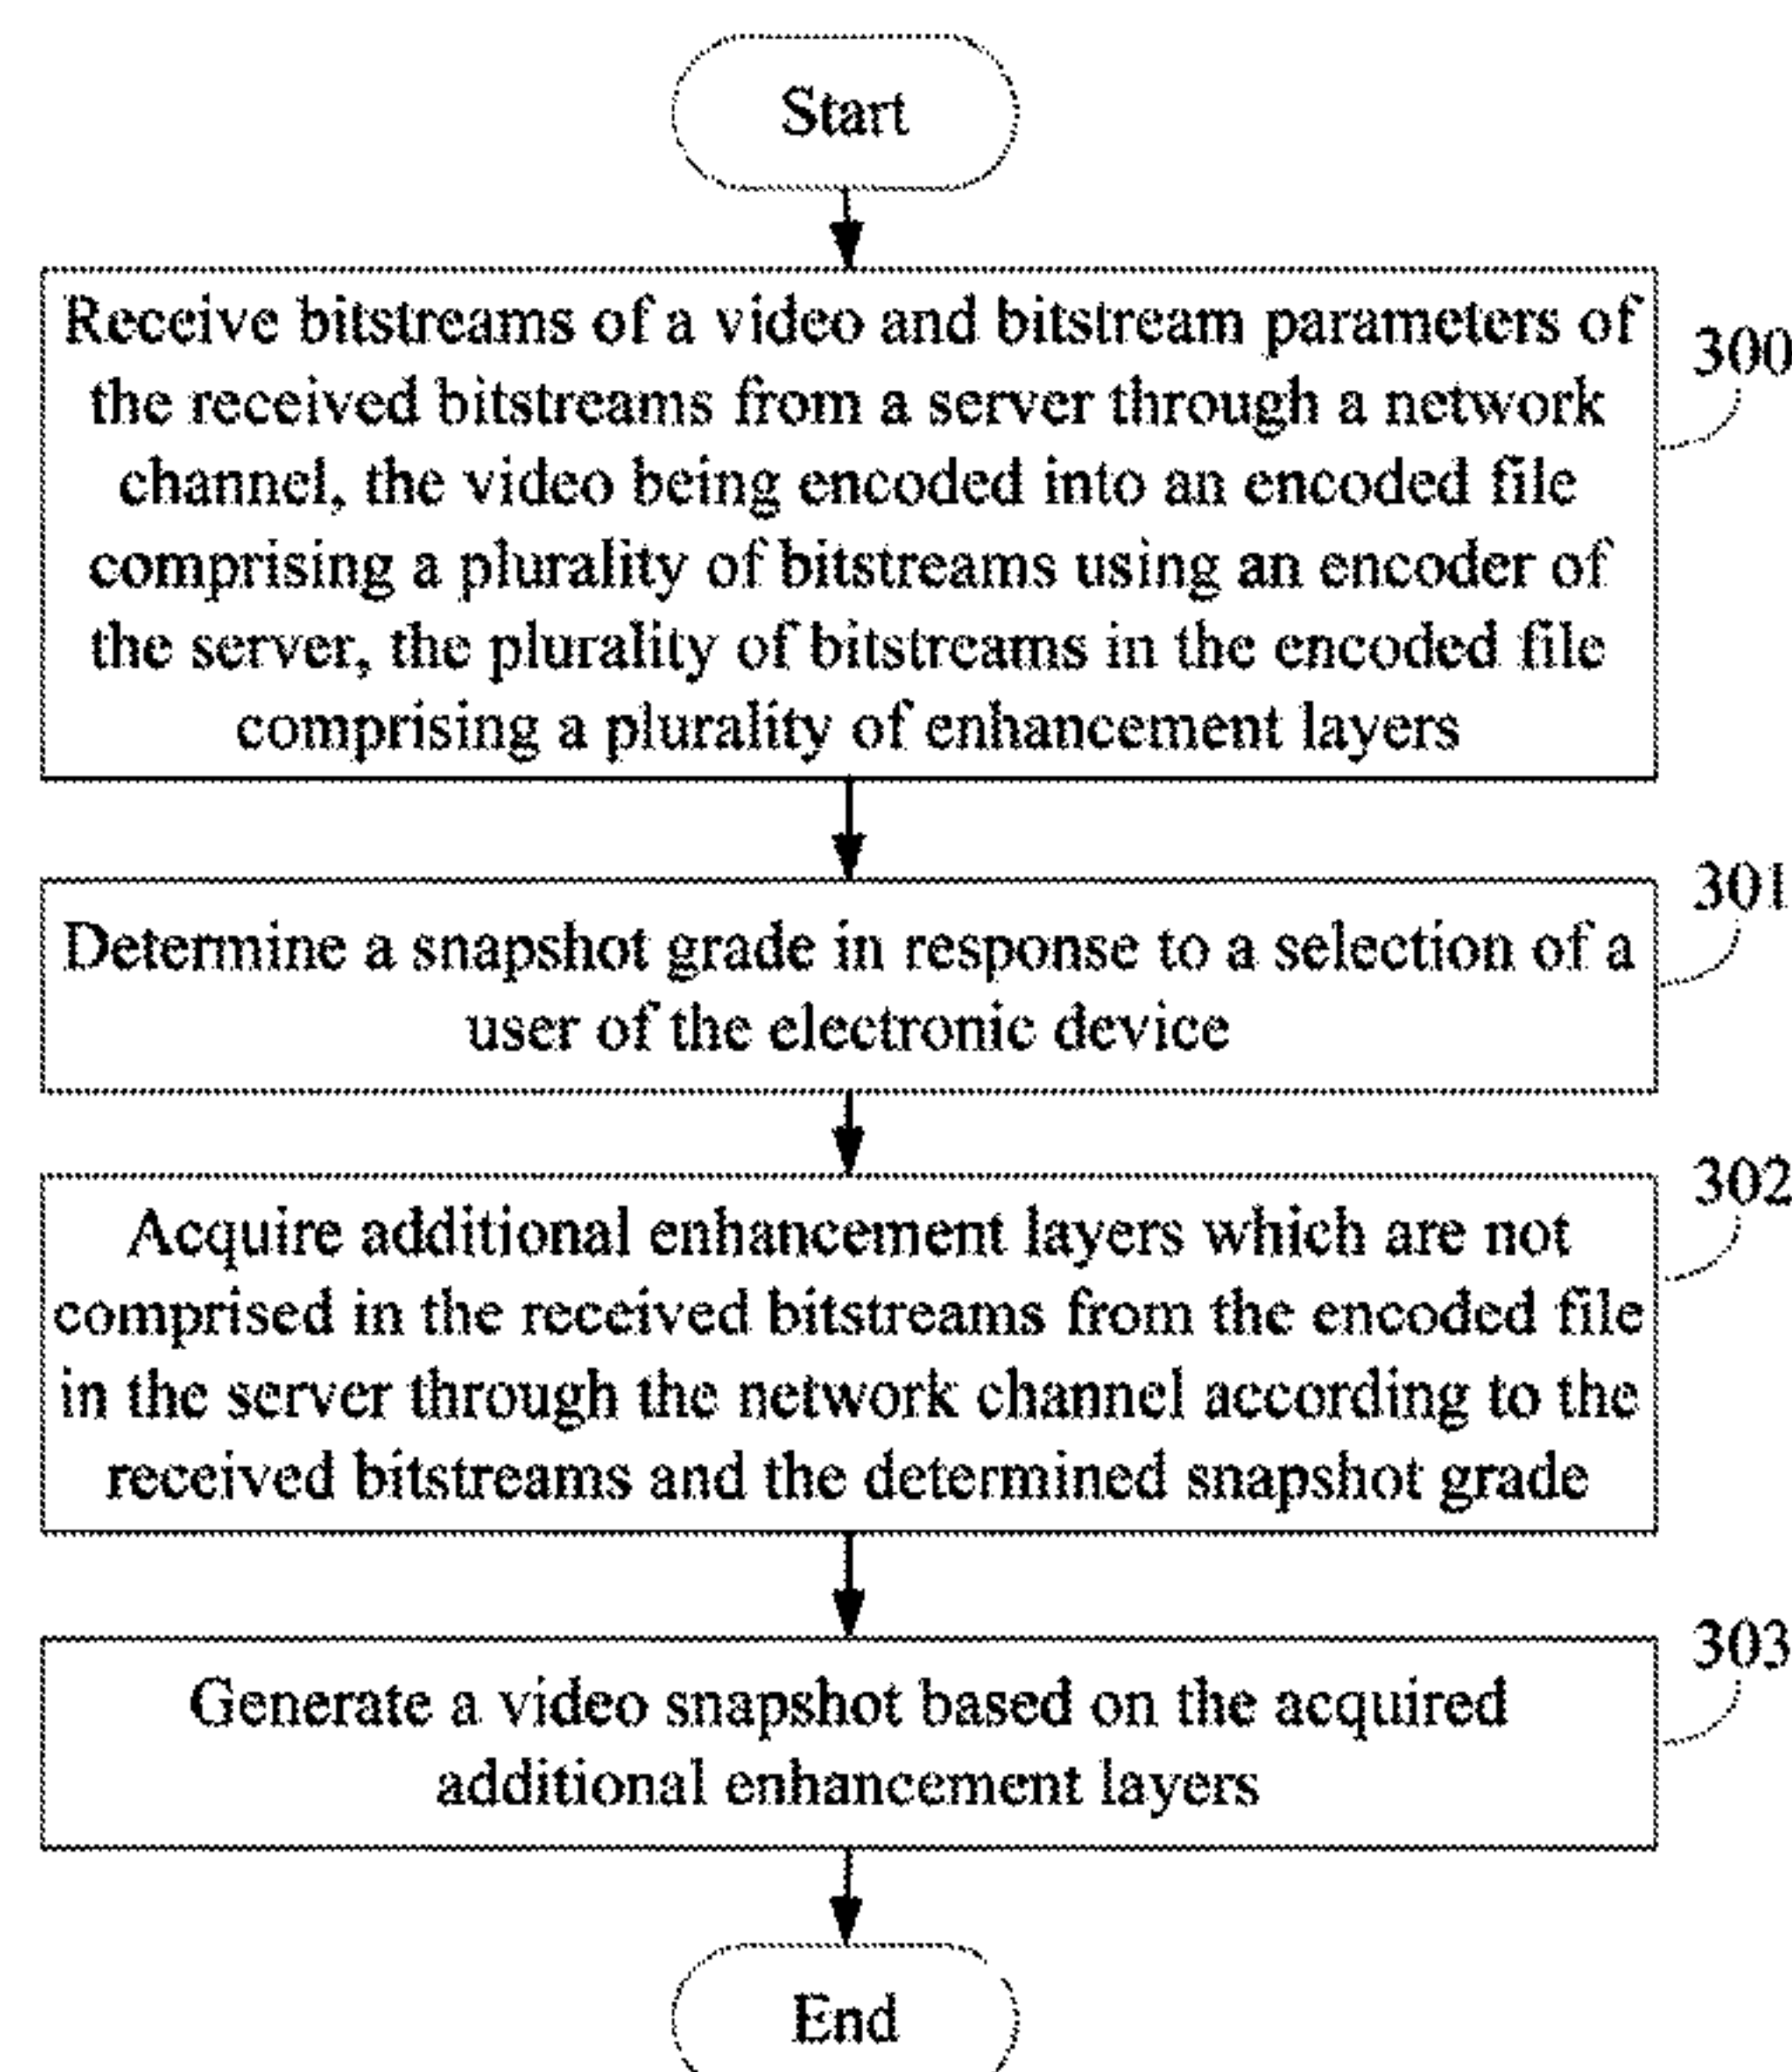 Start
Receive bitstreams of a video and bitstream parameters of
the received bitstreams from a server through a network
channel, the video being encoded into an encoded file
comprising a plurality of bitstreams using an encoder of
the server, the plurality of bitstreams in the encoded file
comprising a plurality of enhancement layers
300
Determine a snapshot grade in response to a selection of a
user of the electronic device
301
Acquire additional enhancement layers which are not
comprised in the received bitstreams from the encoded file
in the server through the network channel according to the
received bitstreams and the determined snapshot grade
302
Generate a video snapshot based on the acquired
additional enhancement layers
303
End